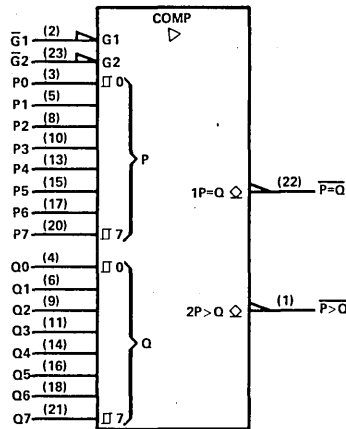 COMP
▷
G̅1̅ (2) G1
G̅2̅ (23) G2
P0 (3) ⎎ 0
P1 (5)
P2 (8)
P3 (10)
P4 (13)
P5 (15)
P6 (17)
P7 (20) ⎎ 7
P
Q0 (4) ⎎ 0
Q1 (6)
Q2 (9)
Q3 (11)
Q4 (14)
Q5 (16)
Q6 (18)
Q7 (21) ⎎ 7
Q
1P=Q ◇ (22) P̅=̅Q̅
2P>Q ◇ (1) P̅>̅Q̅